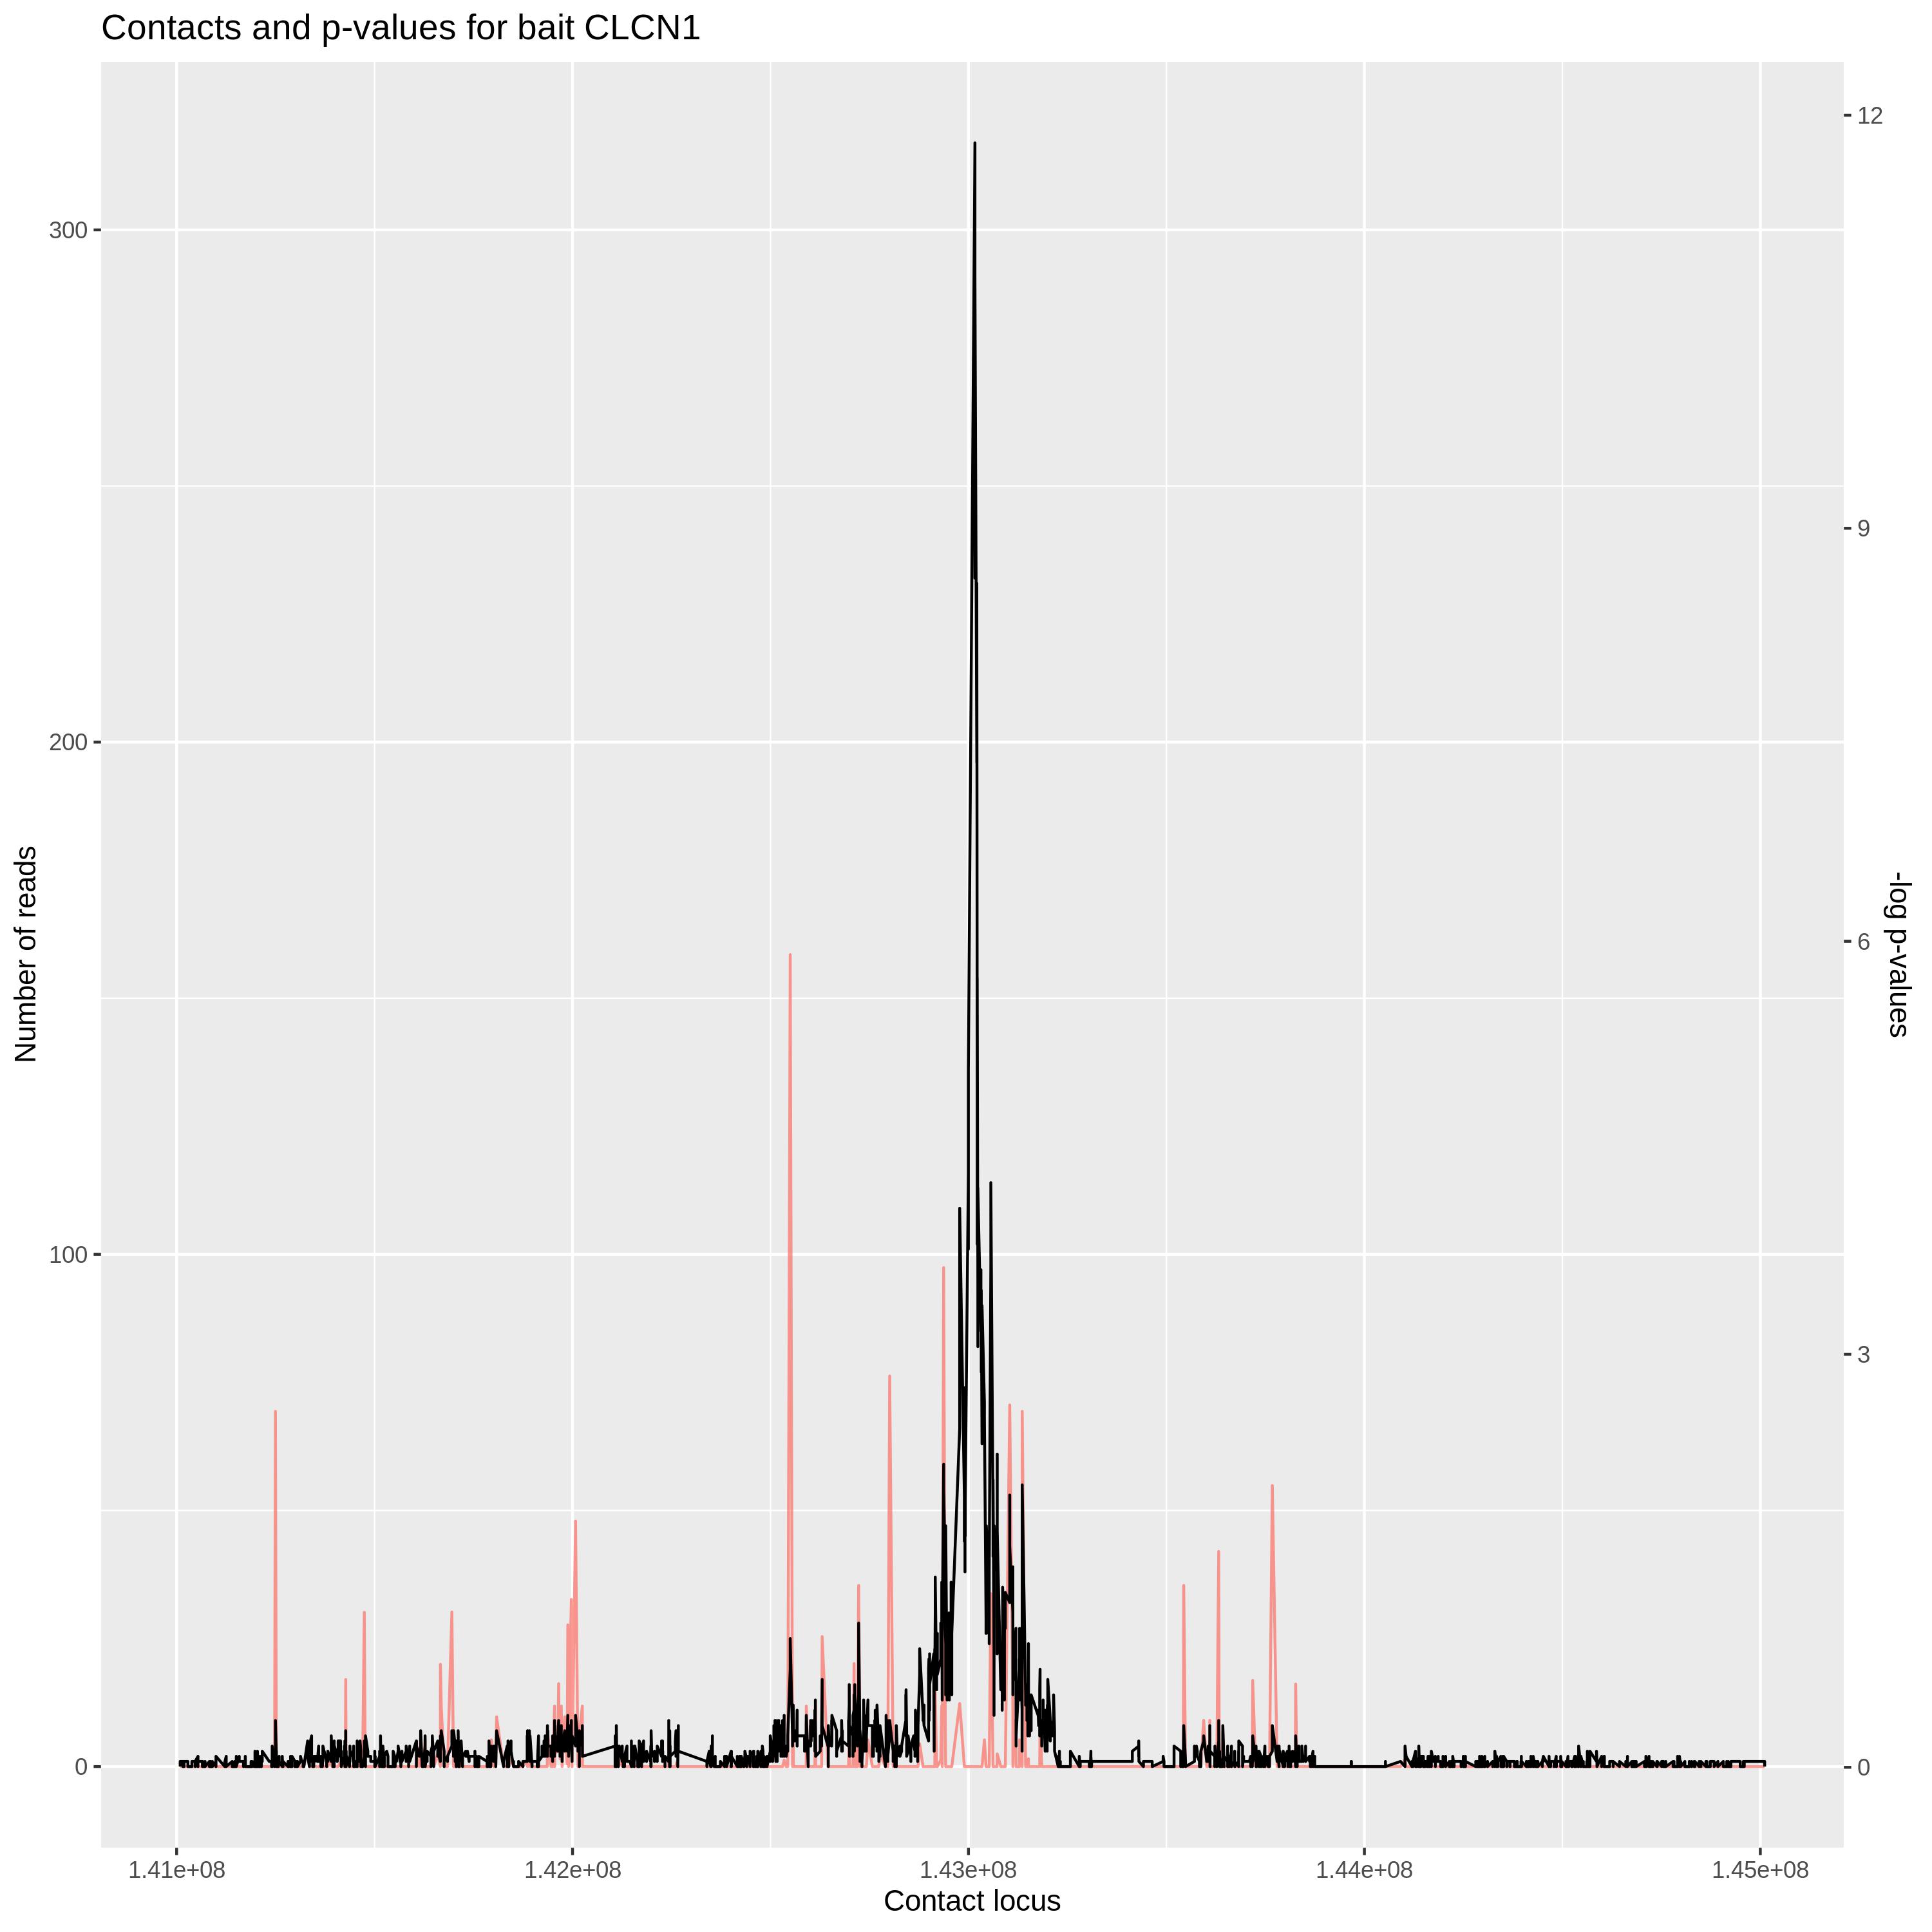 Contacts and p-values for bait CLCN1
12
300
9
200
6
Number of reads
-log p-values
100
3
0
0
1.41e+08 1.42e+08 1.43e+08 1.44e+08 1.45e+08
Contact locus